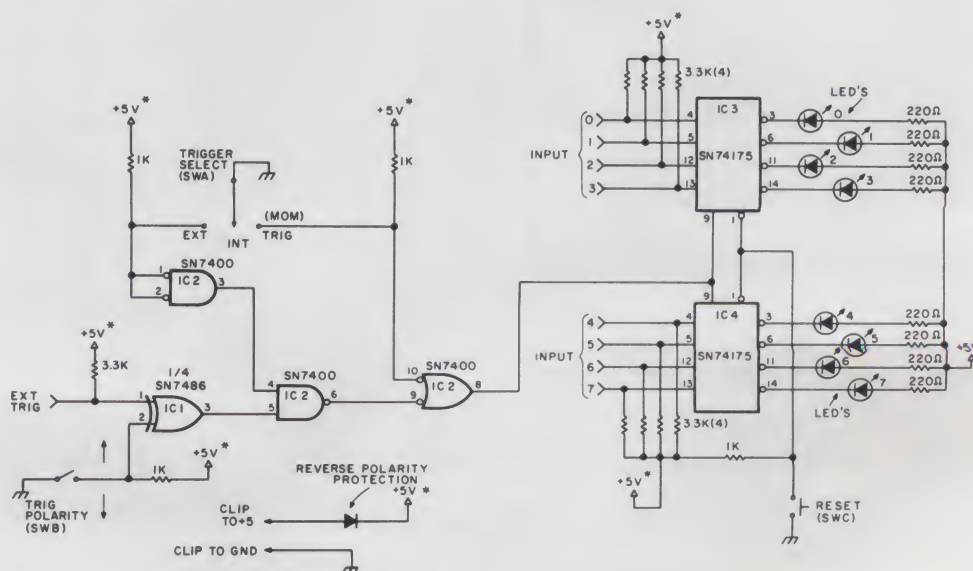 +5V*
1K
TRIGGER
SELECT
(SWA)
EXT
INT
(MOM)
TRIG
+5V*
1K
SN7400
1
2
IC2
3
+5V*
3.3K
EXT
TRIG
1/4
SN7486
1
2
IC1
3
SN7400
4
5
IC2
6
SN7400
10
9
IC2
8
1K
+5V*
TRIG
POLARITY
(SWB)
REVERSE POLARITY
PROTECTION
+5V*
CLIP
TO+5
CLIP TO GND
+5V*
3.3K(4)
INPUT
0
1
2
3
4
5
12
13
IC3
SN74175
3
6
11
14
9
1
LED'S
0
1
2
3
220Ω
220Ω
220Ω
220Ω
INPUT
4
5
6
7
4
5
12
13
9
1
IC4
SN74175
3
6
11
14
4
5
6
7
LED'S
220Ω
220Ω
220Ω
220Ω
+5V
3.3K(4)
1K
+5V*
RESET
(SWC)